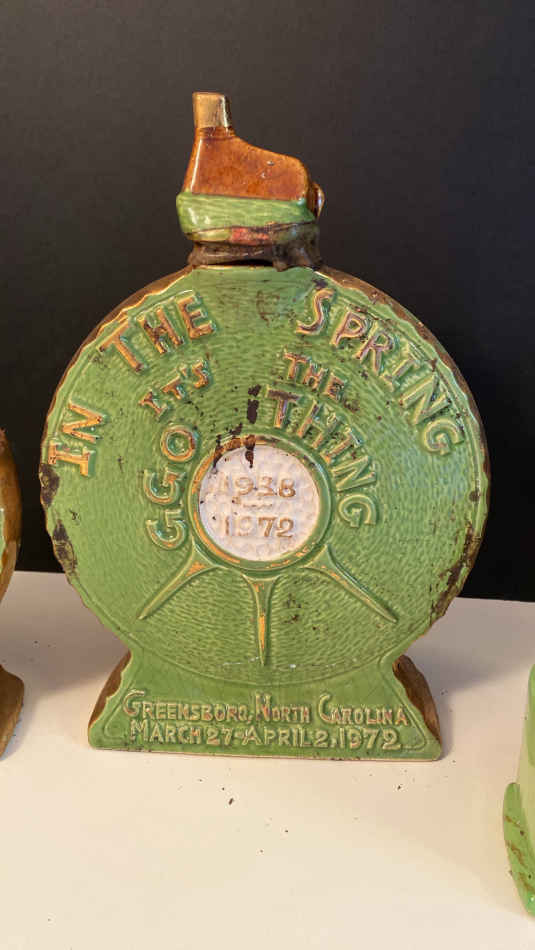 IN THE SPRING
IT'S THE
GGO THING
1938
1972
GREENSBORO, NORTH CAROLINA
MARCH 27-APRIL 2, 1972